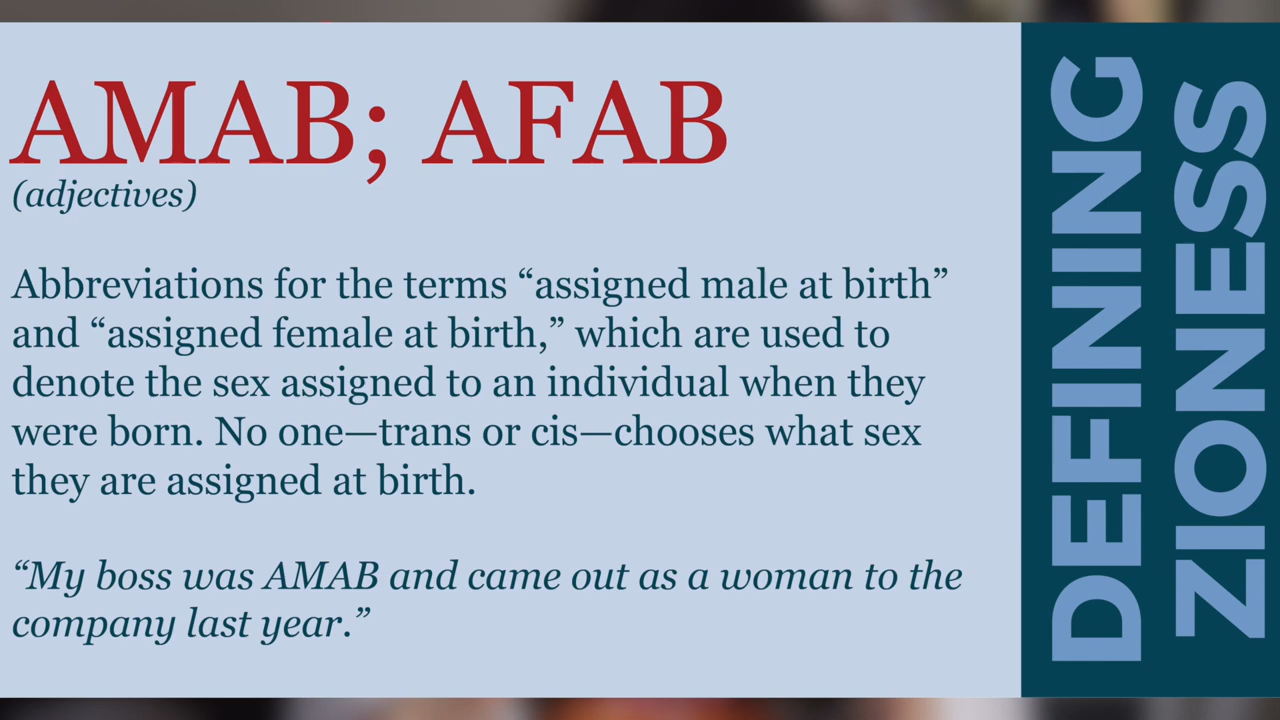 AMAB; AFAB
(adjectives)
Abbreviations for the terms “assigned male at birth”
and “assigned female at birth,” which are used to
denote the sex assigned to an individual when they
were born. No one—trans or cis—chooses what sex
they are assigned at birth.
“My boss was AMAB and came out as a woman to the
company last year.”
DEFINING
ZIONESS